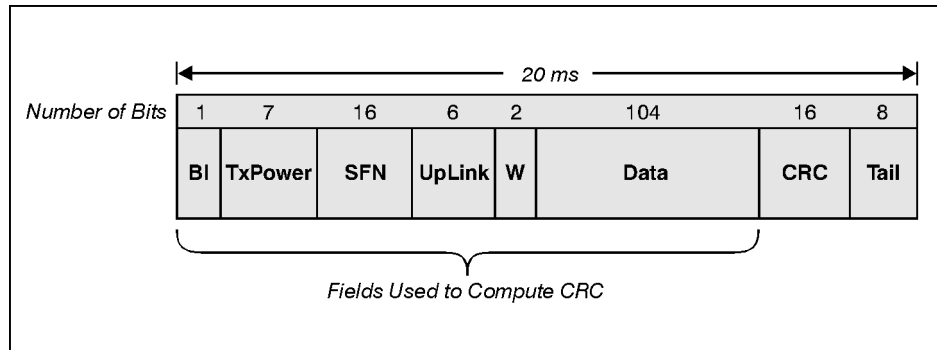 20 ms
Number of Bits 1 7 16 6 2 104 16 8
BI TxPower SFN UpLink W Data CRC Tail
Fields Used to Compute CRC